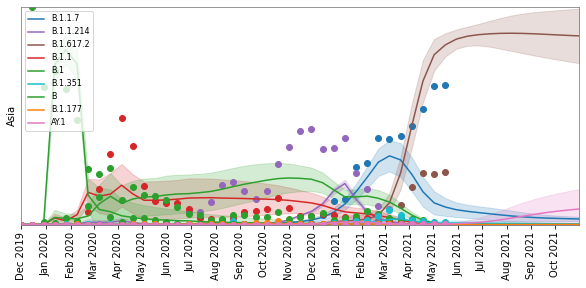 B.1.1.7
B.1.1.214
B.1.617.2
B.1.1
B.1
B.1.351
B
B.1.177
AY.1
Asia
Dec 2019
Jan 2020
Feb 2020
Mar 2020
Apr 2020
May 2020
Jun 2020
Jul 2020
Aug 2020
Sep 2020
Oct 2020
Nov 2020
Dec 2020
Jan 2021
Feb 2021
Mar 2021
Apr 2021
May 2021
Jun 2021
Jul 2021
Aug 2021
Sep 2021
Oct 2021